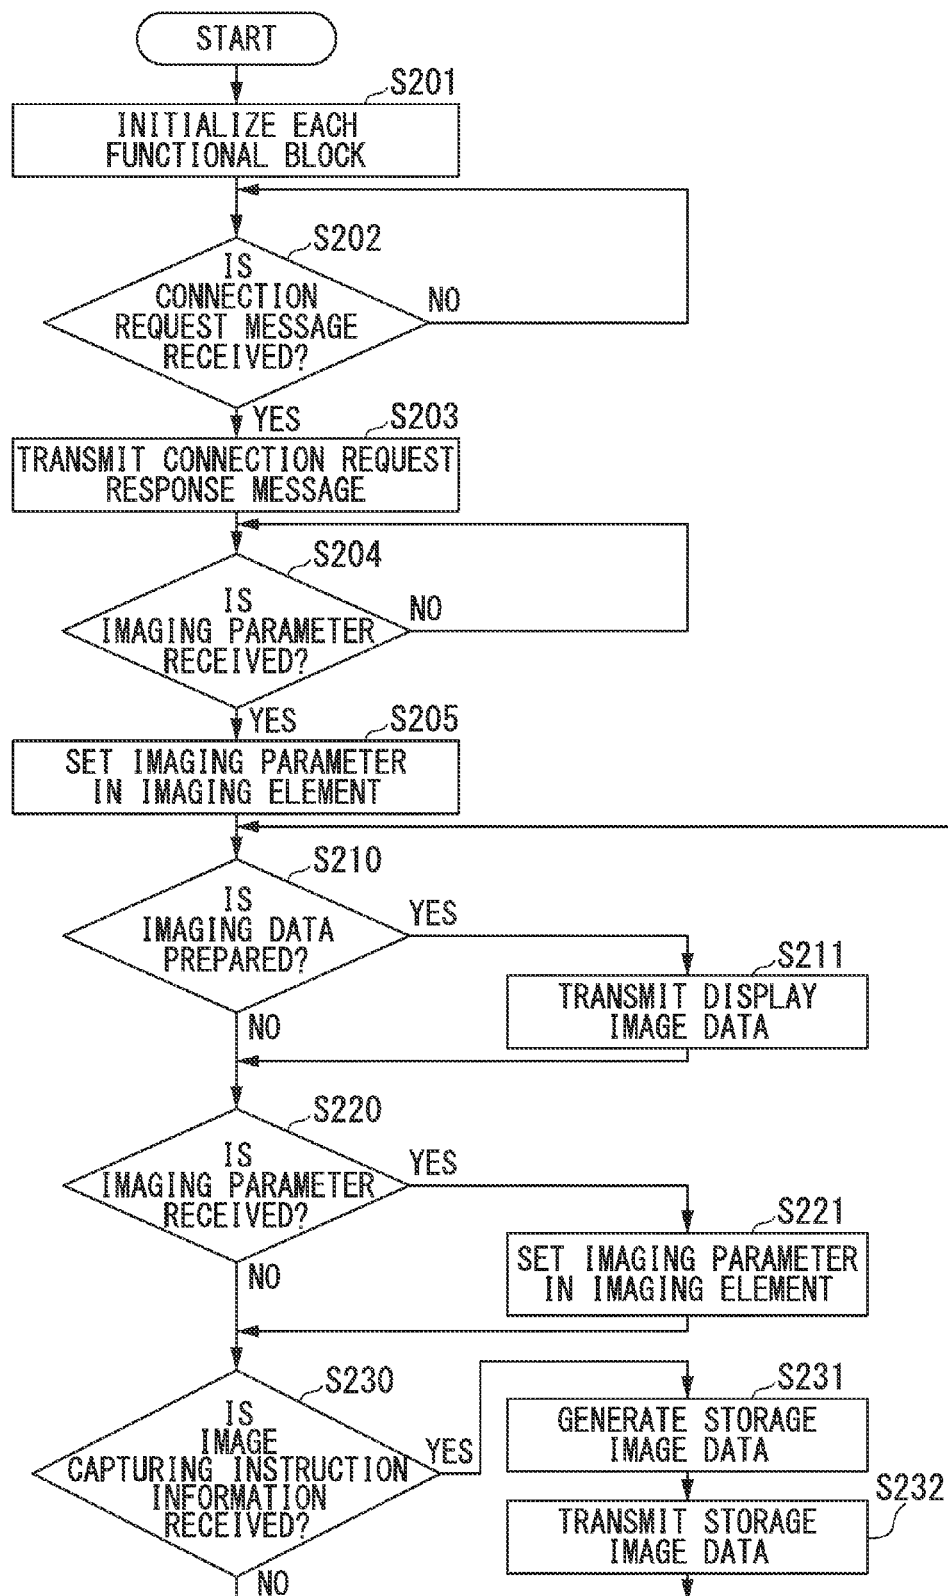 START
S201
INITIALIZE EACH
FUNCTIONAL BLOCK
S202
IS
CONNECTION
REQUEST MESSAGE
RECEIVED?
NO
YES
S203
TRANSMIT CONNECTION REQUEST
RESPONSE MESSAGE
S204
IS
IMAGING PARAMETER
RECEIVED?
NO
YES
S205
SET IMAGING PARAMETER
IN IMAGING ELEMENT
S210
IS
IMAGING DATA
PREPARED?
YES
S211
TRANSMIT DISPLAY
IMAGE DATA
NO
S220
IS
IMAGING PARAMETER
RECEIVED?
YES
S221
SET IMAGING PARAMETER
IN IMAGING ELEMENT
NO
S230
IS
IMAGE
CAPTURING INSTRUCTION
INFORMATION
RECEIVED?
YES
S231
GENERATE STORAGE
IMAGE DATA
S232
TRANSMIT STORAGE
IMAGE DATA
NO